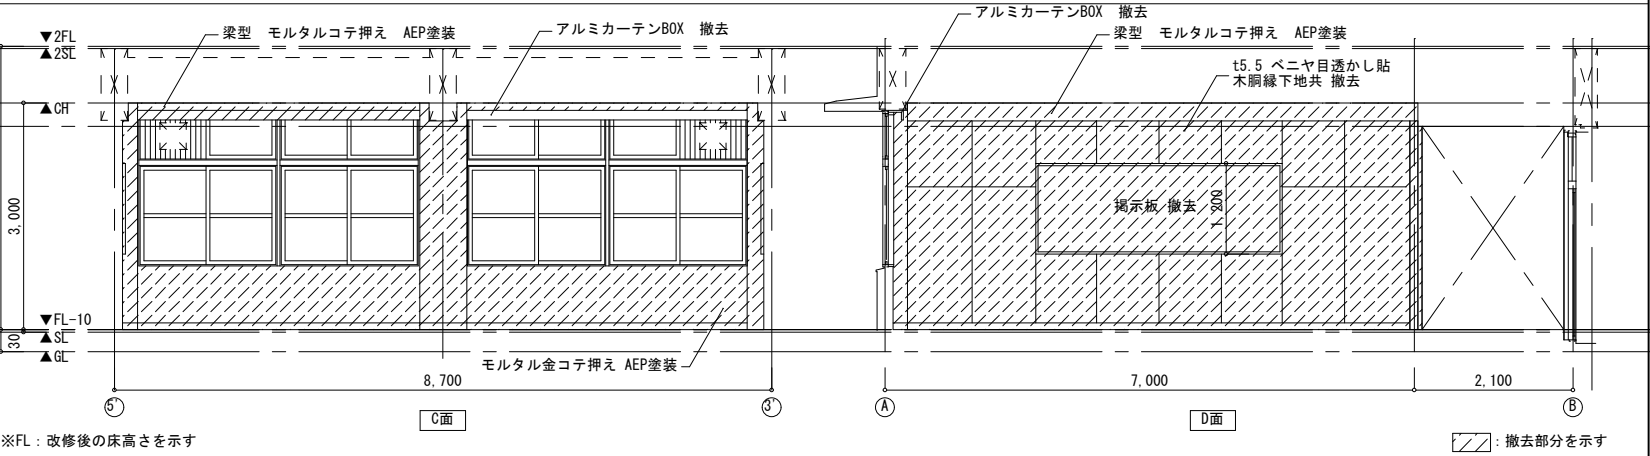 アルミカーテンBOX 撤去
梁型 モルタルコテ押え AEP塗装
アルミカーテンBOX 撤去
梁型 モルタルコテ押え AEP塗装
▼2FL
▲2SL
t5.5 ベニヤ目透かし貼
木胴縁下地共 撤去
▲CH
3,000
掲示板 撤去
1,200
▼FL-10
▲SL
30
▲GL
モルタル金コテ押え AEP塗装
8,700
7,000
2,100
5'
3'
A
B
C面
D面
※FL：改修後の床高さを示す
：撤去部分を示す